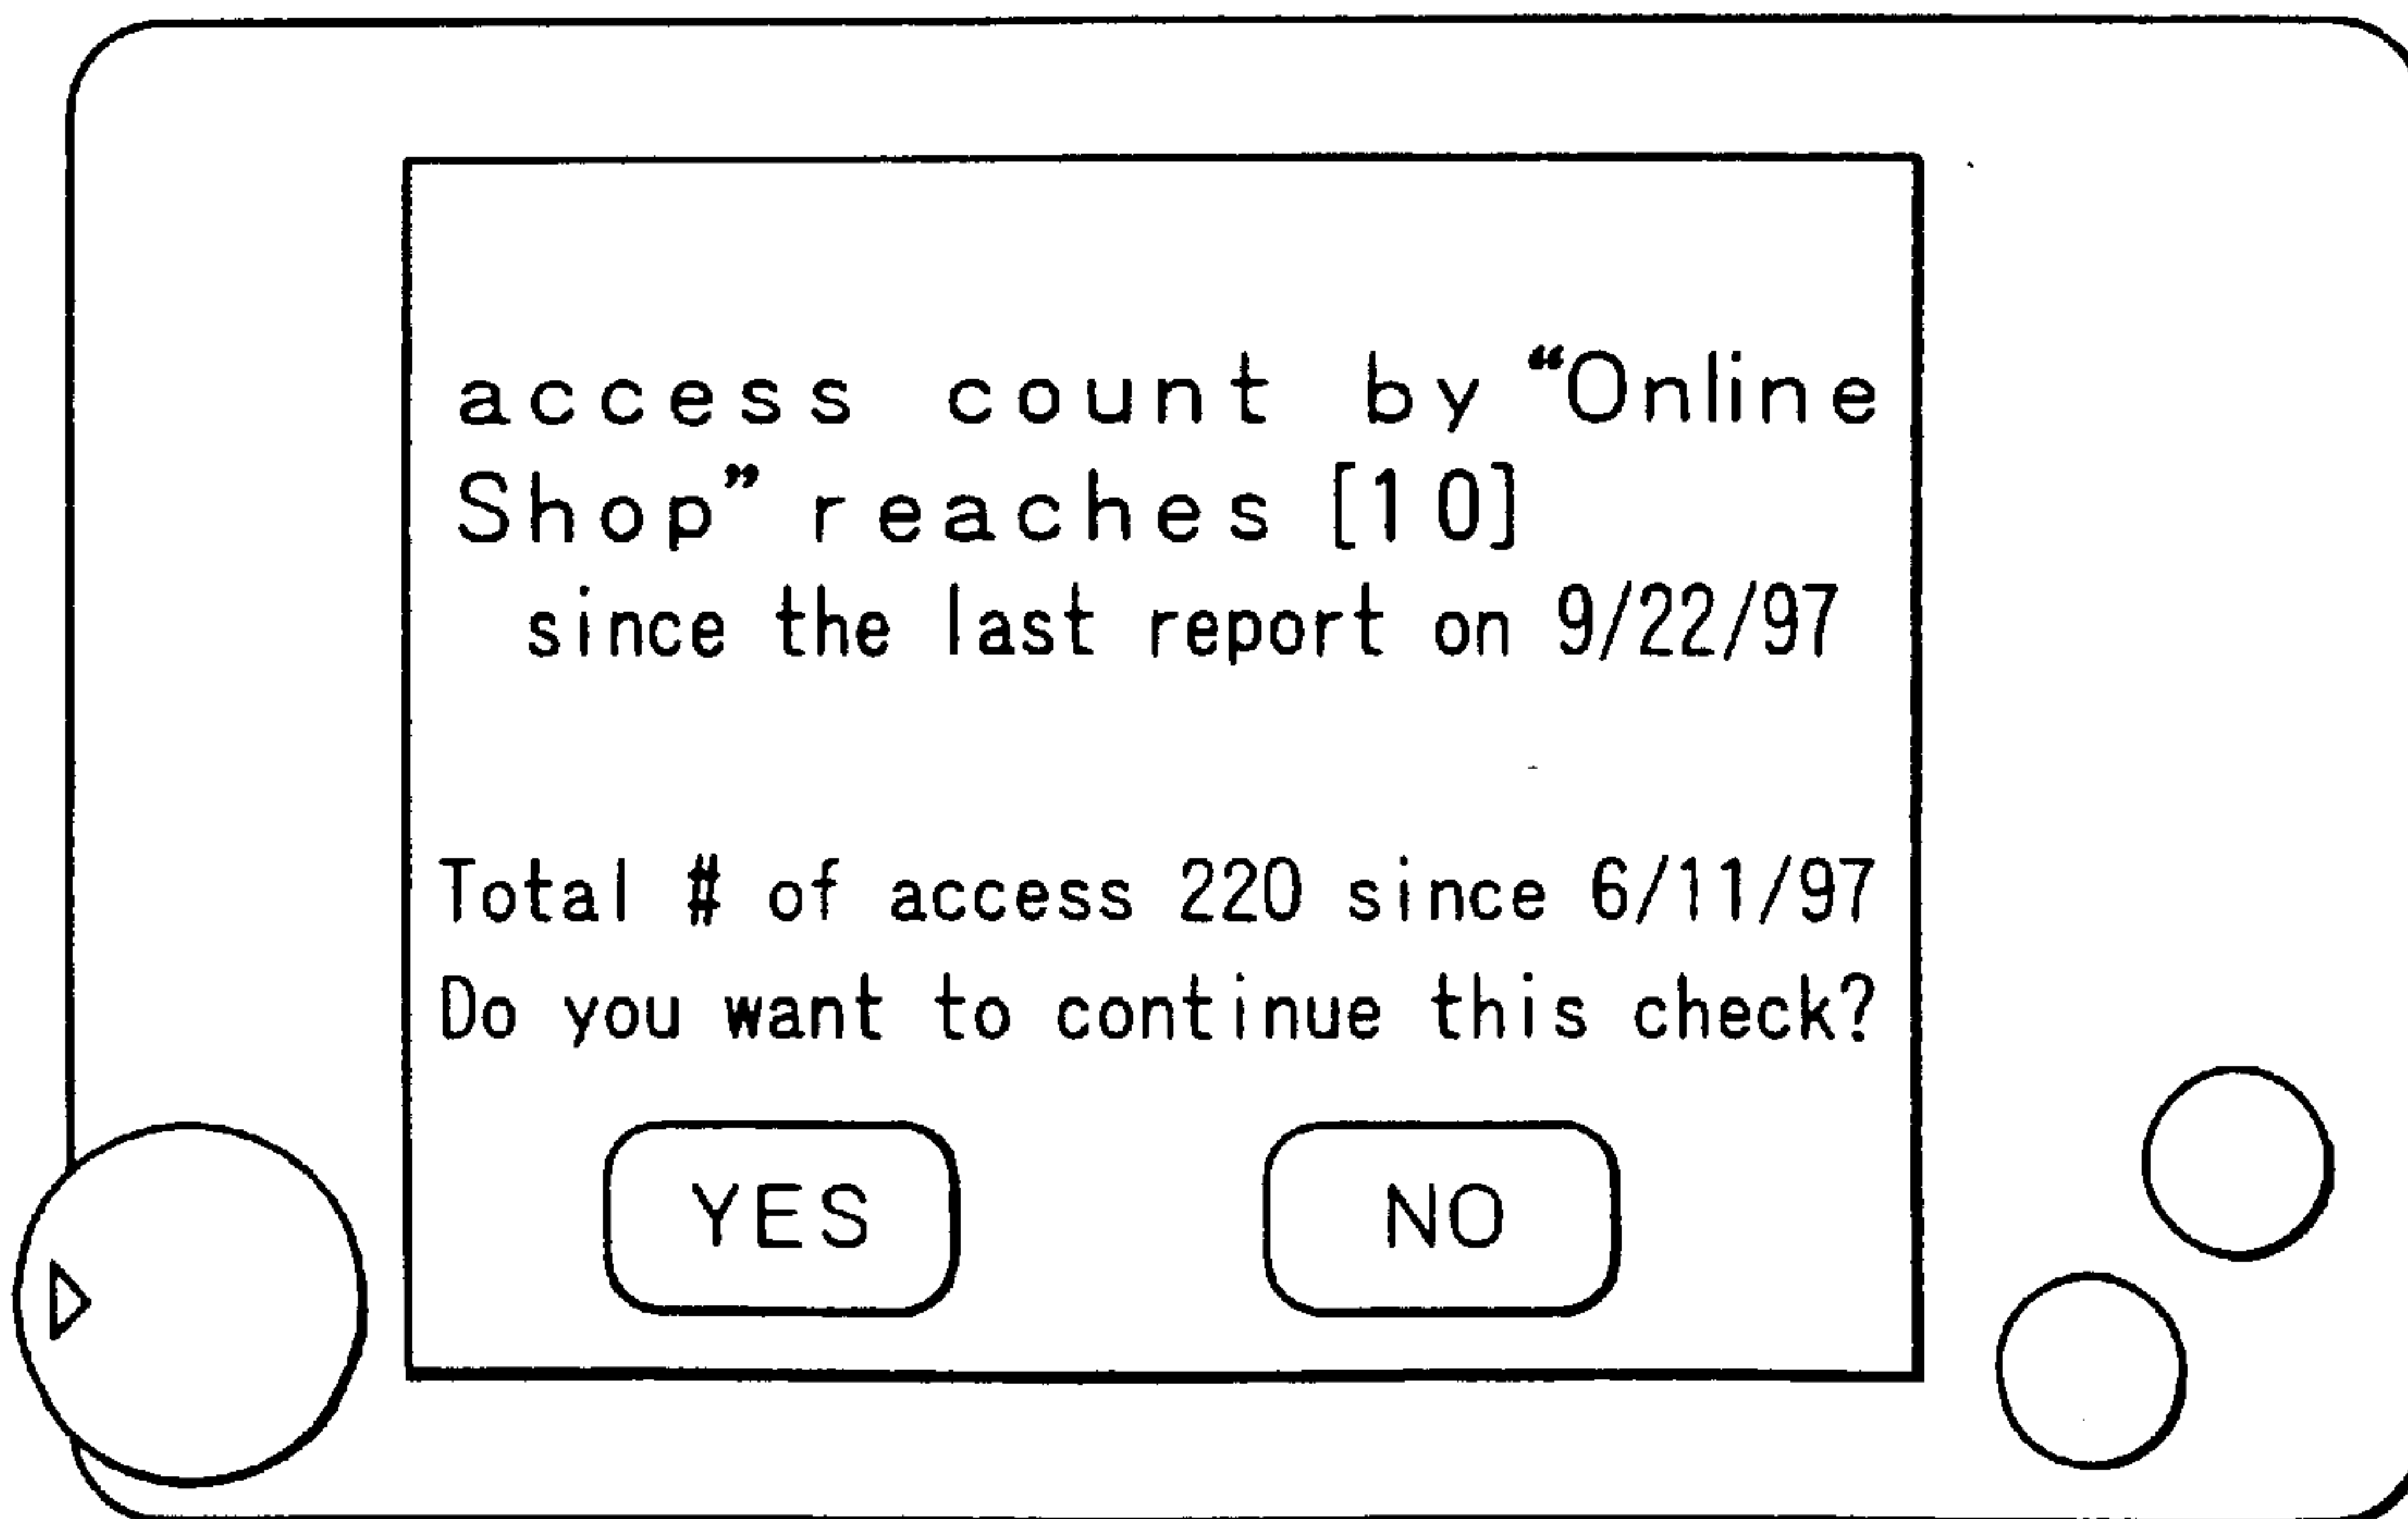 access count by “Online
Shop” reaches [10]
since the last report on 9/22/97
Total # of access 220 since 6/11/97
Do you want to continue this check?
YES NO